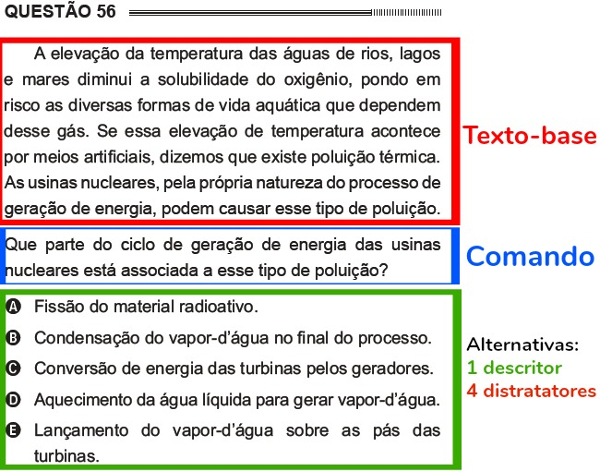 QUESTÃO 56
A elevação da temperatura das águas de rios, lagos
e mares diminui a solubilidade do oxigênio, pondo em
risco as diversas formas de vida aquática que dependem
desse gás. Se essa elevação de temperatura acontece
por meios artificiais, dizemos que existe poluição térmica.
As usinas nucleares, pela própria natureza do processo de
geração de energia, podem causar esse tipo de poluição.
Texto-base
Que parte do ciclo de geração de energia das usinas
nucleares está associada a esse tipo de poluição?
Comando
A Fissão do material radioativo.
B Condensação do vapor-d'água no final do processo.
C Conversão de energia das turbinas pelos geradores.
D Aquecimento da água líquida para gerar vapor-d'água.
E Lançamento do vapor-d'água sobre as pás das
turbinas.
Alternativas:
1 descritor
4 distratatores